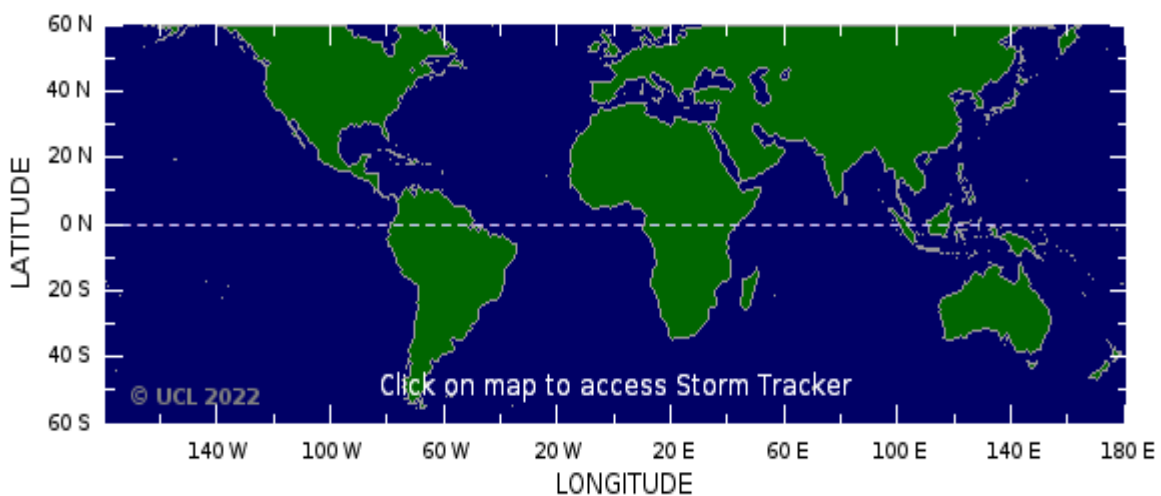 60 N
40 N
20 N
0 N
20 S
40 S
60 S
LATITUDE
Click on map to access Storm Tracker
© UCL 2022
140 W 100 W 60 W 20 W 20 E 60 E 100 E 140 E 180 E
LONGITUDE